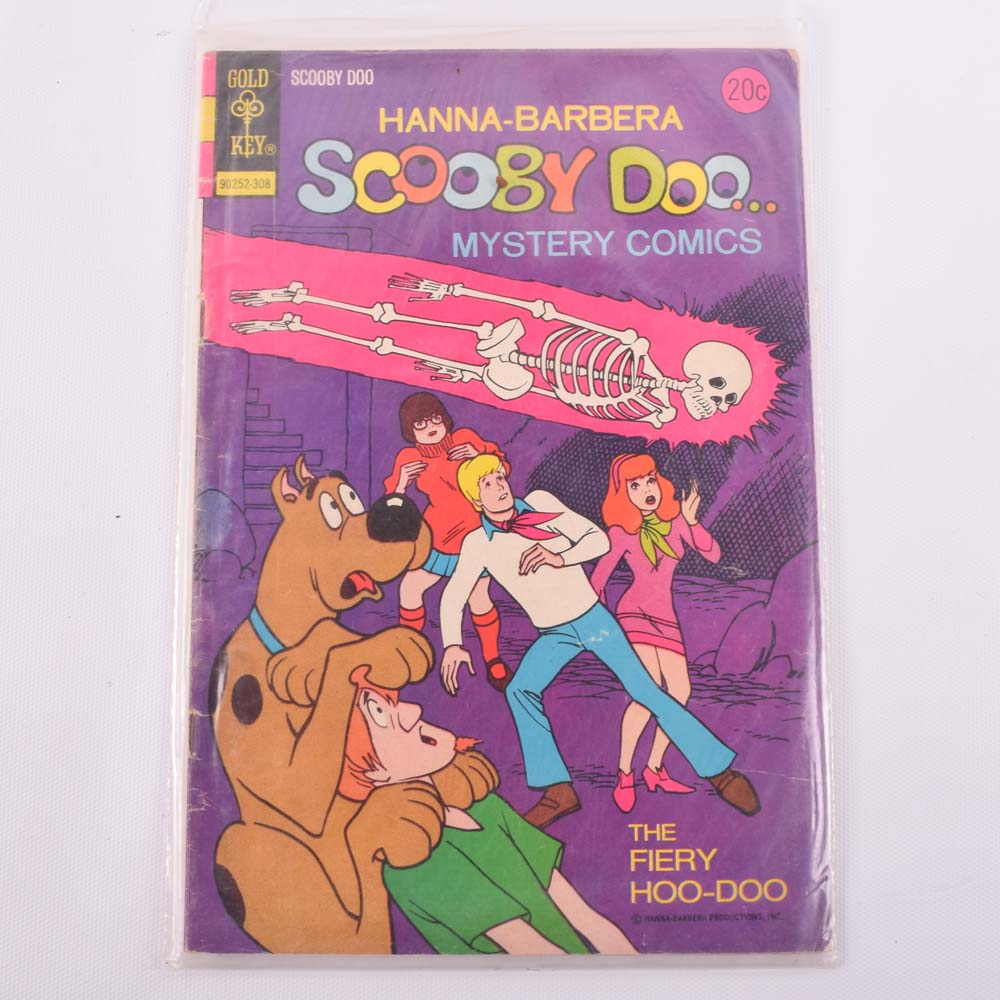 GOLD
KEY®
90252-308
SCOOBY DOO
20c
HANNA-BARBERA
SCOOBY DOO...
MYSTERY COMICS
THE
FIERY
HOO-DOO
© HANNA-BARBERA PRODUCTIONS, INC.